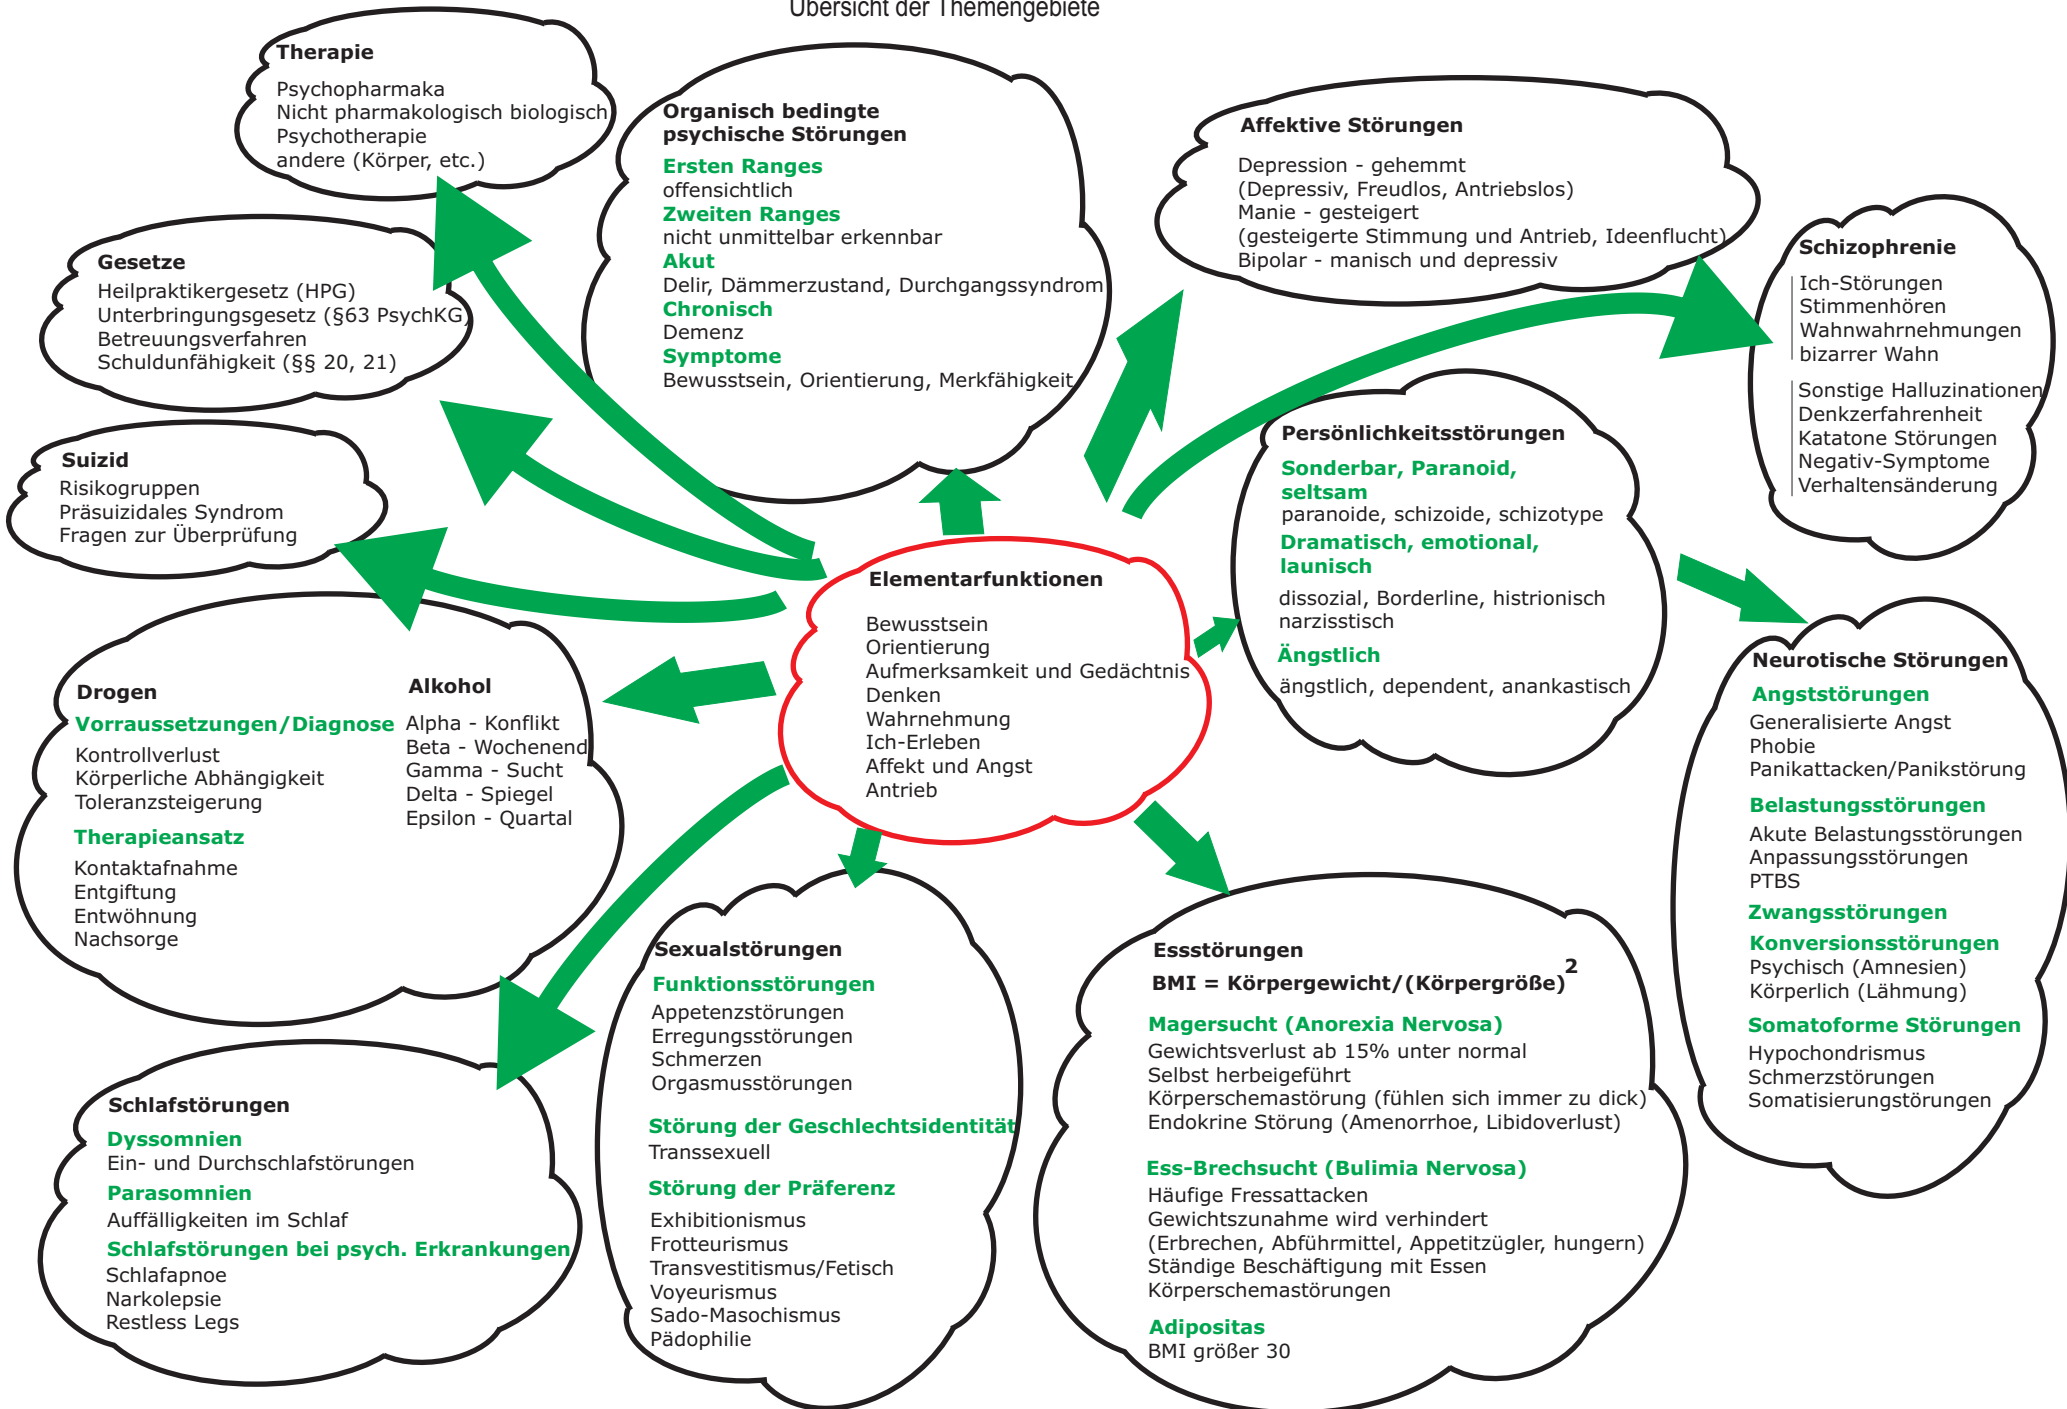 Übersicht der Themengebiete
Therapie
Psychopharmaka
Nicht pharmakologisch biologisch
Psychotherapie
andere (Körper, etc.)
Organisch bedingte
psychische Störungen
Ersten Ranges
offensichtlich
Zweiten Ranges
nicht unmittelbar erkennbar
Akut
Delir, Dämmerzustand, Durchgangssyndrom
Chronisch
Demenz
Symptome
Bewusstsein, Orientierung, Merkfähigkeit
Affektive Störungen
Depression - gehemmt
(Depressiv, Freudlos, Antriebslos)
Manie - gesteigert
(gesteigerte Stimmung und Antrieb, Ideenflucht)
Bipolar - manisch und depressiv
Schizophrenie
Ich-Störungen
Stimmenhören
Wahnwahrnehmungen
bizarrer Wahn
Sonstige Halluzinationen
Denkzerfahrenheit
Katatone Störungen
Negativ-Symptome
Verhaltensänderung
Gesetze
Heilpraktikergesetz (HPG)
Unterbringungsgesetz (§63 PsychKG)
Betreuungsverfahren
Schuldunfähigkeit (§§ 20, 21)
Suizid
Risikogruppen
Präsuizidales Syndrom
Fragen zur Überprüfung
Persönlichkeitsstörungen
Sonderbar, Paranoid,
seltsam
paranoide, schizoide, schizotype
Dramatisch, emotional,
launisch
dissozial, Borderline, histrionisch
narzisstisch
Ängstlich
ängstlich, dependent, anankastisch
Elementarfunktionen
Bewusstsein
Orientierung
Aufmerksamkeit und Gedächtnis
Denken
Wahrnehmung
Ich-Erleben
Affekt und Angst
Antrieb
Drogen
Vorraussetzungen/Diagnose
Kontrollverlust
Körperliche Abhängigkeit
Toleranzsteigerung
Therapieansatz
Kontaktafnahme
Entgiftung
Entwöhnung
Nachsorge
Alkohol
Alpha - Konflikt
Beta - Wochenend
Gamma - Sucht
Delta - Spiegel
Epsilon - Quartal
Neurotische Störungen
Angststörungen
Generalisierte Angst
Phobie
Panikattacken/Panikstörung
Belastungsstörungen
Akute Belastungsstörungen
Anpassungsstörungen
PTBS
Zwangsstörungen
Konversionsstörungen
Psychisch (Amnesien)
Körperlich (Lähmung)
Somatoforme Störungen
Hypochondrismus
Schmerzstörungen
Somatisierungstörungen
Schlafstörungen
Dyssomnien
Ein- und Durchschlafstörungen
Parasomnien
Auffälligkeiten im Schlaf
Schlafstörungen bei psych. Erkrankungen
Schlafapnoe
Narkolepsie
Restless Legs
Sexualstörungen
Funktionsstörungen
Appetenzstörungen
Erregungsstörungen
Schmerzen
Orgasmusstörungen
Störung der Geschlechtsidentität
Transsexuell
Störung der Präferenz
Exhibitionismus
Frotteurismus
Transvestitismus/Fetisch
Voyeurismus
Sado-Masochismus
Pädophilie
Essstörungen
BMI = Körpergewicht/(Körpergröße)²
Magersucht (Anorexia Nervosa)
Gewichtsverlust ab 15% unter normal
Selbst herbeigeführt
Körperschemastörung (fühlen sich immer zu dick)
Endokrine Störung (Amenorrhoe, Libidoverlust)
Ess-Brechsucht (Bulimia Nervosa)
Häufige Fressattacken
Gewichtszunahme wird verhindert
(Erbrechen, Abführmittel, Appetitzügler, hungern)
Ständige Beschäftigung mit Essen
Körperschemastörungen
Adipositas
BMI größer 30